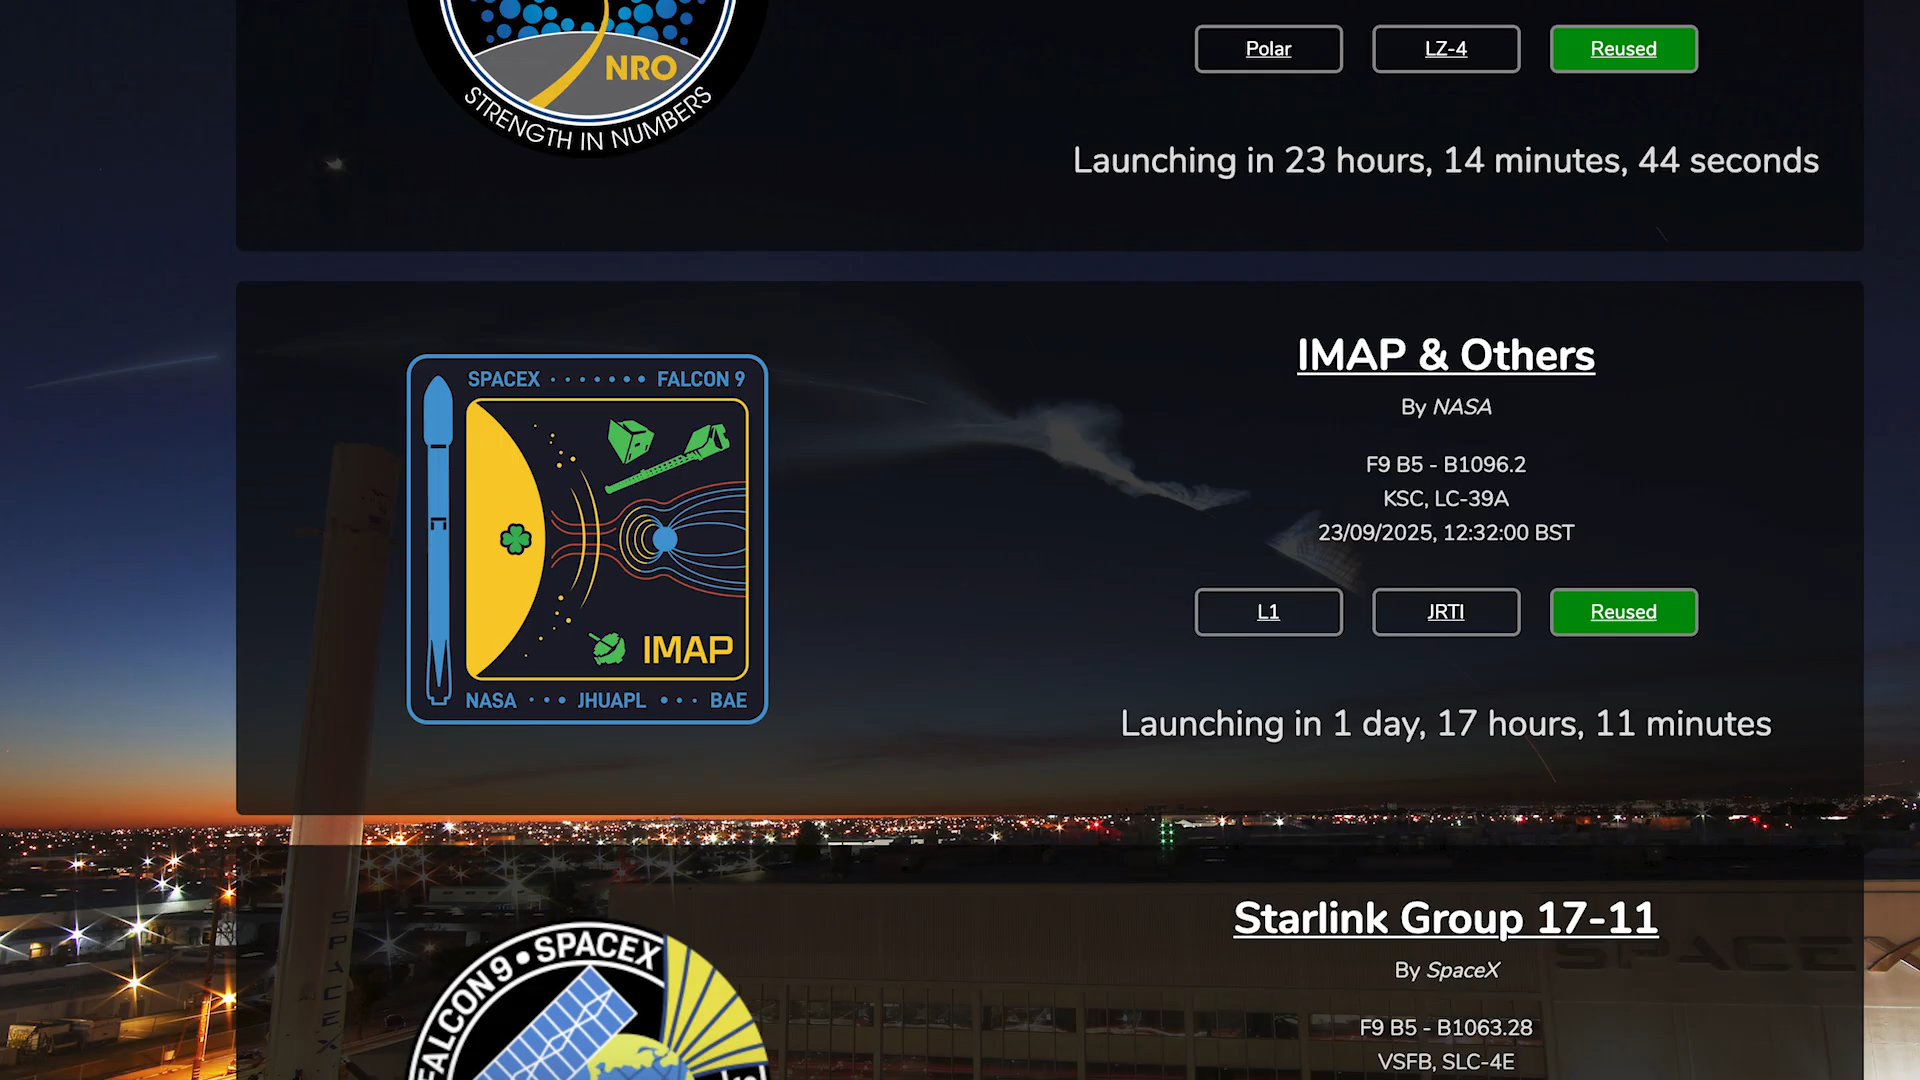 NRO
STRENGTH IN NUMBERS
Polar
LZ-4
Reused
Launching in 23 hours, 14 minutes, 44 seconds
SPACEX
FALCON 9
IMAP
NASA
JHUAPL
BAE
IMAP & Others
By NASA
F9 B5 - B1096.2
KSC, LC-39A
23/09/2025, 12:32:00 BST
L1
JRTI
Reused
Launching in 1 day, 17 hours, 11 minutes
FALCON 9 • SPACEX
Starlink Group 17-11
By SpaceX
F9 B5 - B1063.28
VSFB, SLC-4E
SPACEX
SPACEX